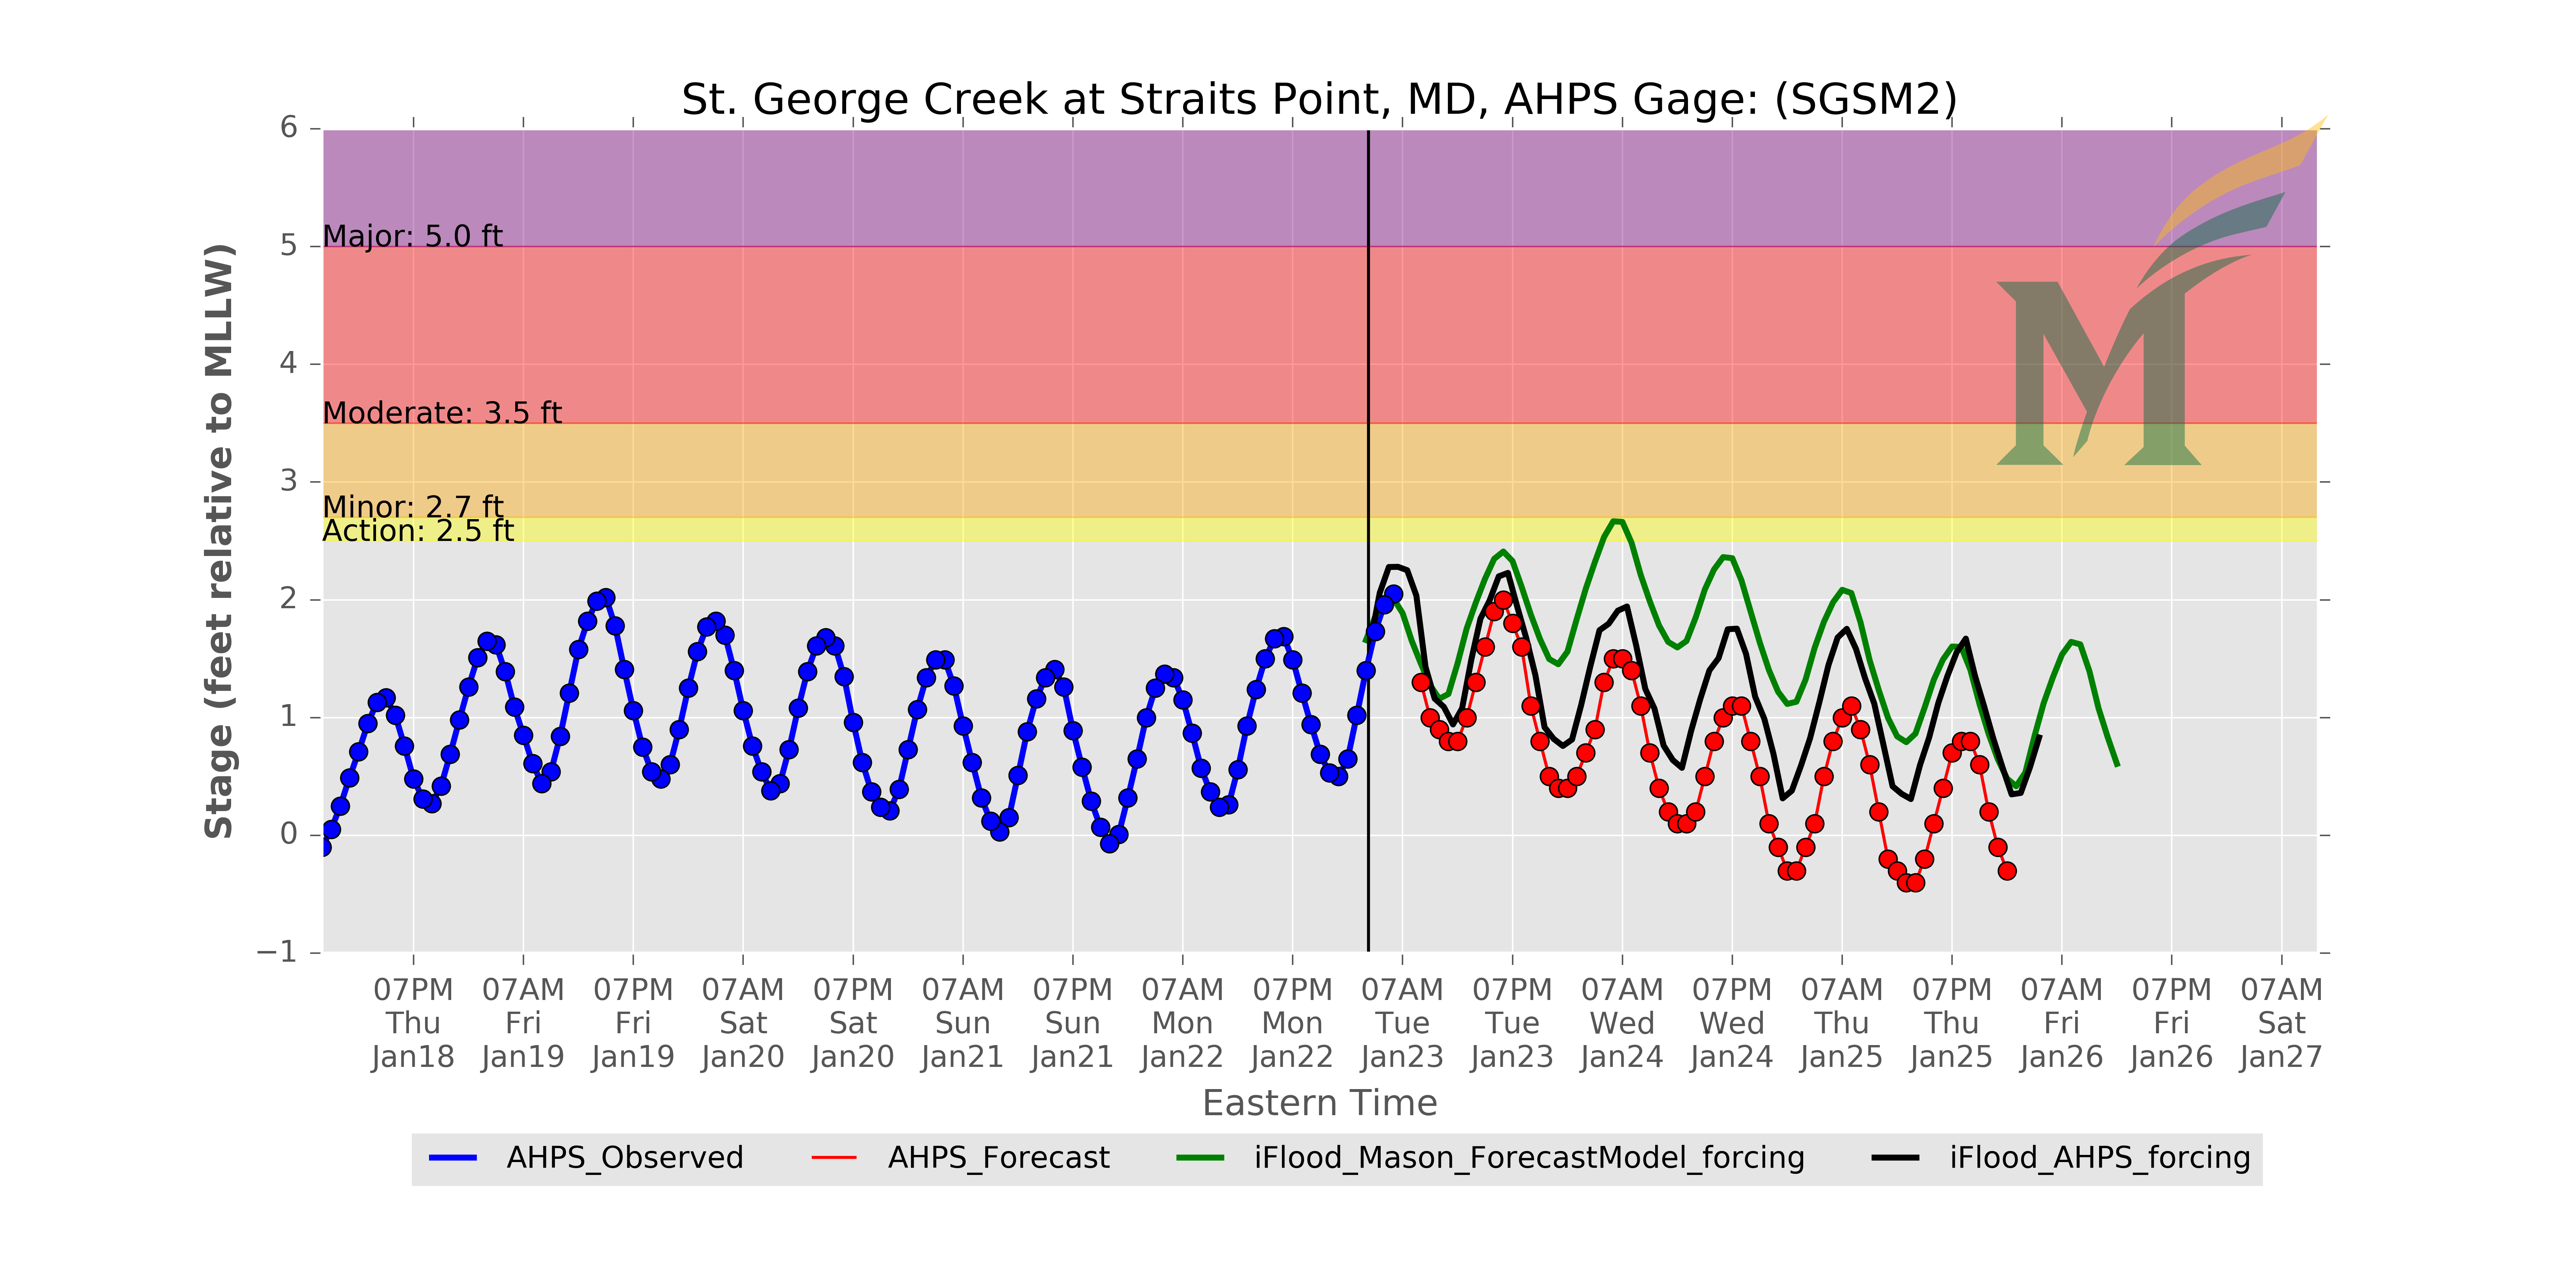 St. George Creek at Straits Point, MD, AHPS Gage: (SGSM2)
Stage (feet relative to MLLW)
6
5
4
3
2
1
0
−1
Major: 5.0 ft
Moderate: 3.5 ft
Minor: 2.7 ft
Action: 2.5 ft
M
07PM Thu Jan18
07AM Fri Jan19
07PM Fri Jan19
07AM Sat Jan20
07PM Sat Jan20
07AM Sun Jan21
07PM Sun Jan21
07AM Mon Jan22
07PM Mon Jan22
07AM Tue Jan23
07PM Tue Jan23
07AM Wed Jan24
07PM Wed Jan24
07AM Thu Jan25
07PM Thu Jan25
07AM Fri Jan26
07PM Fri Jan26
07AM Sat Jan27
Eastern Time
AHPS_Observed
AHPS_Forecast
iFlood_Mason_ForecastModel_forcing
iFlood_AHPS_forcing